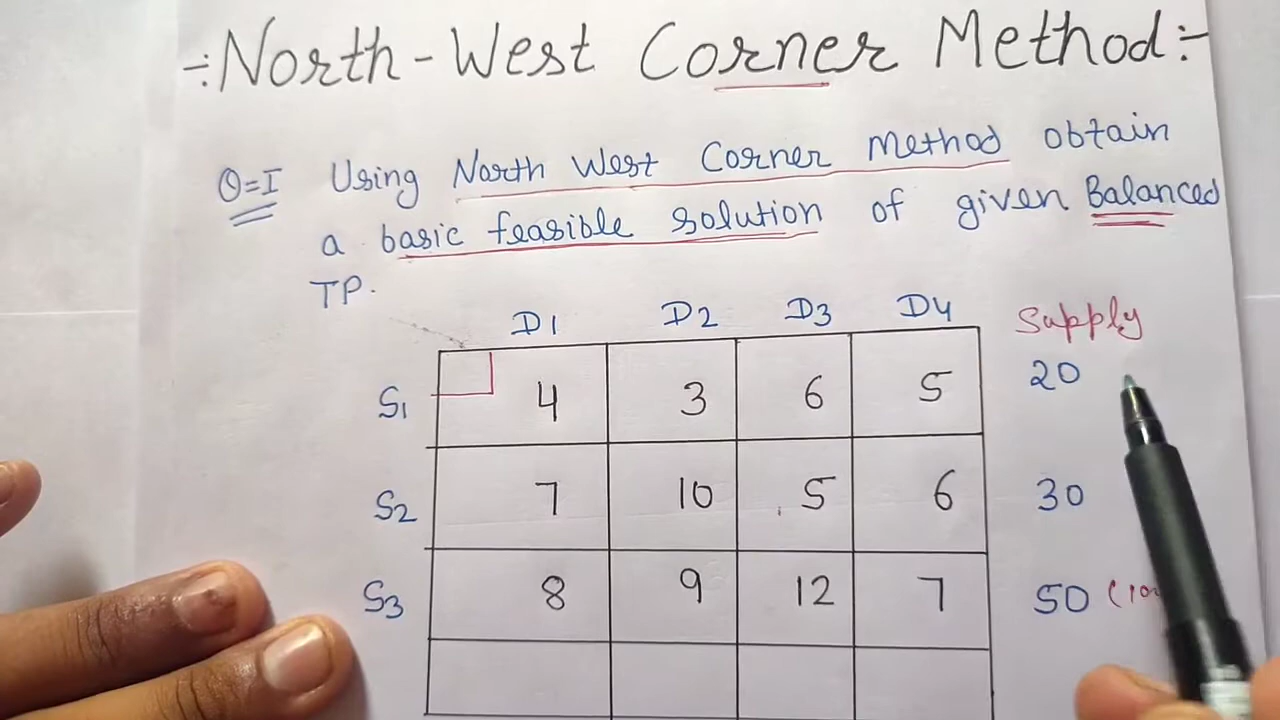 ÷North-West Corner Method:-
Q=I Using North West Corner Method obtain
a basic feasible solution of given Balanced
TP.
D1 D2 D3 D4 Supply
S1 4 3 6 5 20
S2 7 10 5 6 30
S3 8 9 12 7 50